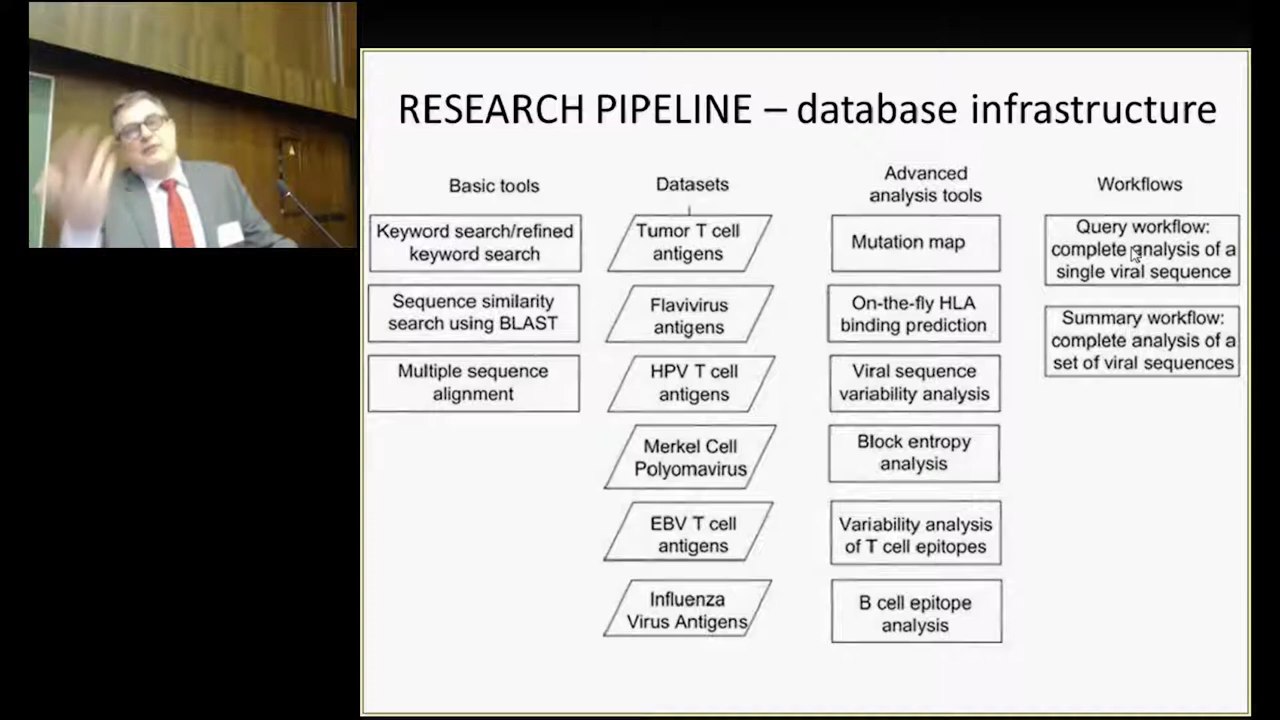 RESEARCH PIPELINE – database infrastructure
Basic tools
Keyword search/refined
keyword search
Sequence similarity
search using BLAST
Multiple sequence
alignment
Datasets
Tumor T cell
antigens
Flavivirus
antigens
HPV T cell
antigens
Merkel Cell
Polyomavirus
EBV T cell
antigens
Influenza
Virus Antigens
Advanced
analysis tools
Mutation map
On-the-fly HLA
binding prediction
Viral sequence
variability analysis
Block entropy
analysis
Variability analysis
of T cell epitopes
B cell epitope
analysis
Workflows
Query workflow:
complete analysis of a
single viral sequence
Summary workflow:
complete analysis of a
set of viral sequences